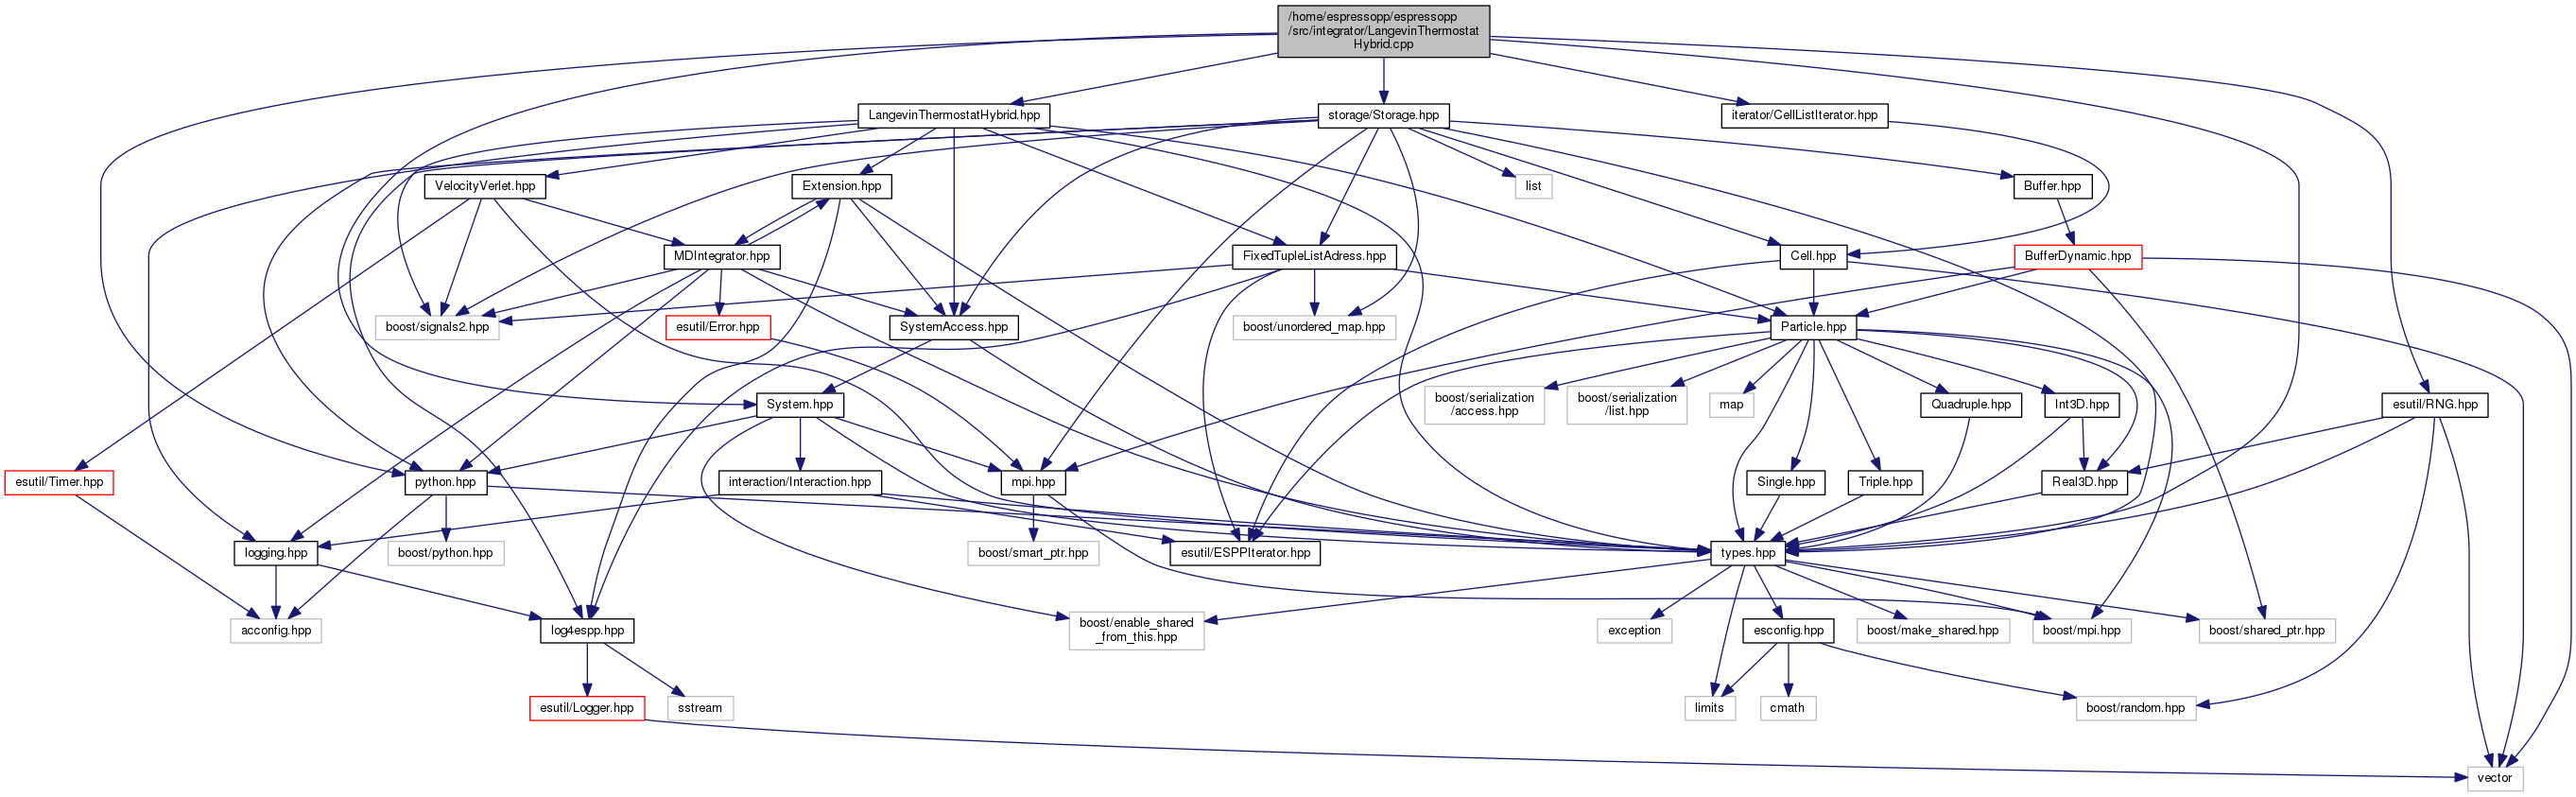 /home/espressopp/espressopp
/src/integrator/LangevinThermostat
Hybrid.cpp
LangevinThermostatHybrid.hpp
storage/Storage.hpp
iterator/CellListIterator.hpp
VelocityVerlet.hpp
Extension.hpp
list
Buffer.hpp
MDIntegrator.hpp
FixedTupleListAdress.hpp
Cell.hpp
BufferDynamic.hpp
boost/signals2.hpp
esutil/Error.hpp
SystemAccess.hpp
boost/unordered_map.hpp
Particle.hpp
System.hpp
boost/serialization
/access.hpp
boost/serialization
/list.hpp
map
Quadruple.hpp
Int3D.hpp
esutil/RNG.hpp
esutil/Timer.hpp
python.hpp
interaction/Interaction.hpp
mpi.hpp
Single.hpp
Triple.hpp
Real3D.hpp
logging.hpp
boost/python.hpp
boost/smart_ptr.hpp
esutil/ESPPIterator.hpp
types.hpp
acconfig.hpp
log4espp.hpp
boost/enable_shared
_from_this.hpp
exception
esconfig.hpp
boost/make_shared.hpp
boost/mpi.hpp
boost/shared_ptr.hpp
esutil/Logger.hpp
sstream
limits
cmath
boost/random.hpp
vector